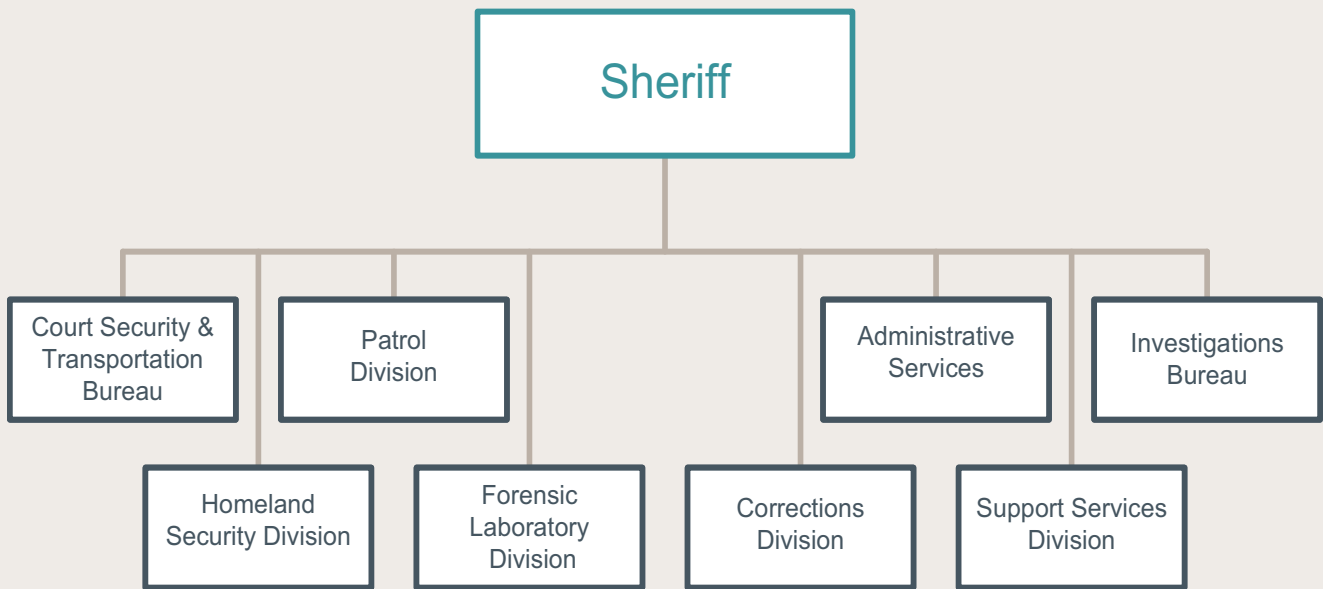 Sheriff
Court Security &
Transportation
Bureau
Patrol
Division
Administrative
Services
Investigations
Bureau
Homeland
Security Division
Forensic
Laboratory
Division
Corrections
Division
Support Services
Division